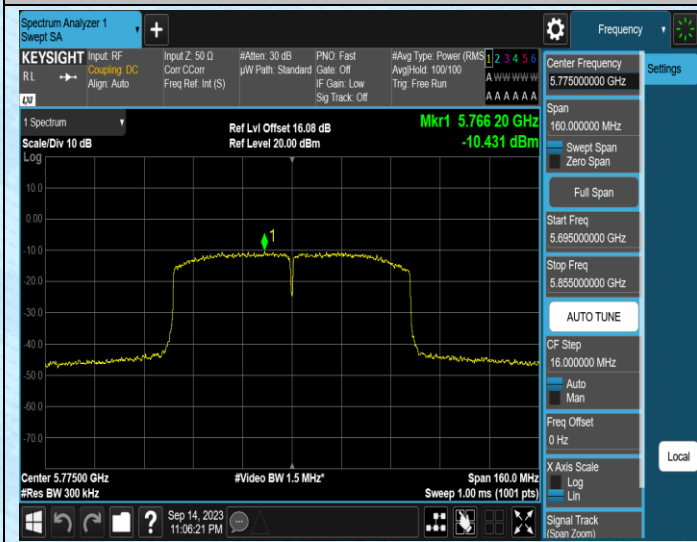 Spectrum Analyzer 1
Swept SA
+
Frequency
KEYSIGHT
R L
LXI
Input: RF
Coupling: DC
Align: Auto
Input Z: 50 Ω
Corr CCorr
Freq Ref: Int (S)
#Atten: 30 dB
µW Path: Standard
PNO: Fast
Gate: Off
IF Gain: Low
Sig Track: Off
#Avg Type: Power (RMS)
Avg|Hold: 100/100
Trig: Free Run
1 2 3 4 5 6
A W W W W W
A A A A A A
1 Spectrum
Scale/Div 10 dB
Log
Ref Lvl Offset 16.08 dB
Ref Level 20.00 dBm
Mkr1 5.766 20 GHz
-10.431 dBm
10.0
0.00
-10.0
-20.0
-30.0
-40.0
-50.0
-60.0
-70.0
1
Center 5.77500 GHz
#Res BW 300 kHz
#Video BW 1.5 MHz*
Span 160.0 MHz
Sweep 1.00 ms (1001 pts)
?
Sep 14, 2023
11:06:21 PM
Center Frequency
5.775000000 GHz
Settings
Span
160.000000 MHz
Swept Span
Zero Span
Full Span
Start Freq
5.695000000 GHz
Stop Freq
5.855000000 GHz
AUTO TUNE
CF Step
16.000000 MHz
Auto
Man
Freq Offset
0 Hz
X Axis Scale
Log
Lin
Local
Signal Track
(Span Zoom)